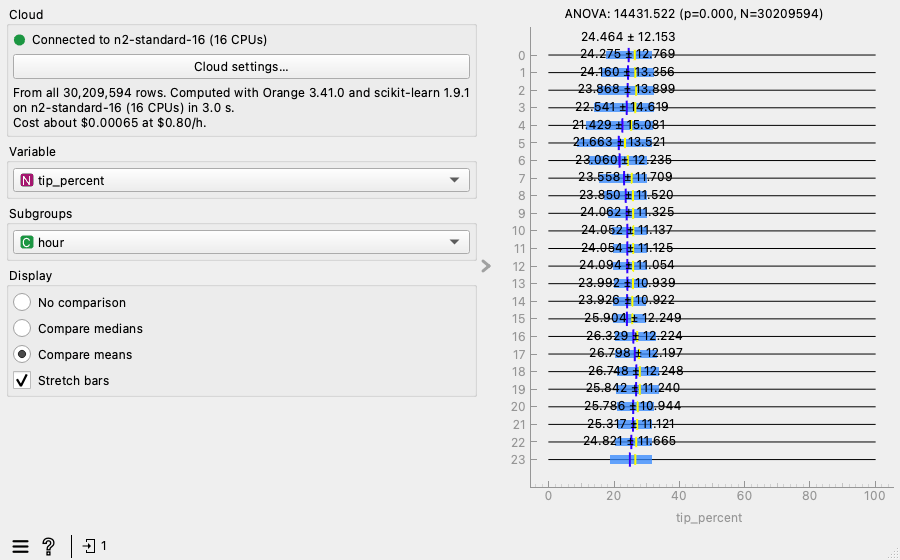 Cloud
Connected to n2-standard-16 (16 CPUs)
Cloud settings...
From all 30,209,594 rows. Computed with Orange 3.41.0 and scikit-learn 1.9.1
on n2-standard-16 (16 CPUs) in 3.0 s.
Cost about $0.00065 at $0.80/h.
Variable
N tip_percent
Subgroups
C hour
Display
No comparison
Compare medians
Compare means
Stretch bars
1
ANOVA: 14431.522 (p=0.000, N=30209594)
24.464 ± 12.153
0 24.275 ± 12.769
1 24.160 ± 13.356
2 23.868 ± 13.899
3 22.541 ± 14.619
4 21.429 ± 15.081
5 21.663 ± 13.521
6 23.060 ± 12.235
7 23.558 ± 11.709
8 23.850 ± 11.520
9 24.062 ± 11.325
10 24.052 ± 11.137
11 24.054 ± 11.125
12 24.094 ± 11.054
13 23.992 ± 10.939
14 23.926 ± 10.922
15 25.904 ± 12.249
16 26.329 ± 12.224
17 26.798 ± 12.197
18 26.748 ± 12.248
19 25.842 ± 11.240
20 25.786 ± 10.944
21 25.317 ± 11.121
22 24.821 ± 11.665
23
0 20 40 60 80 100
tip_percent